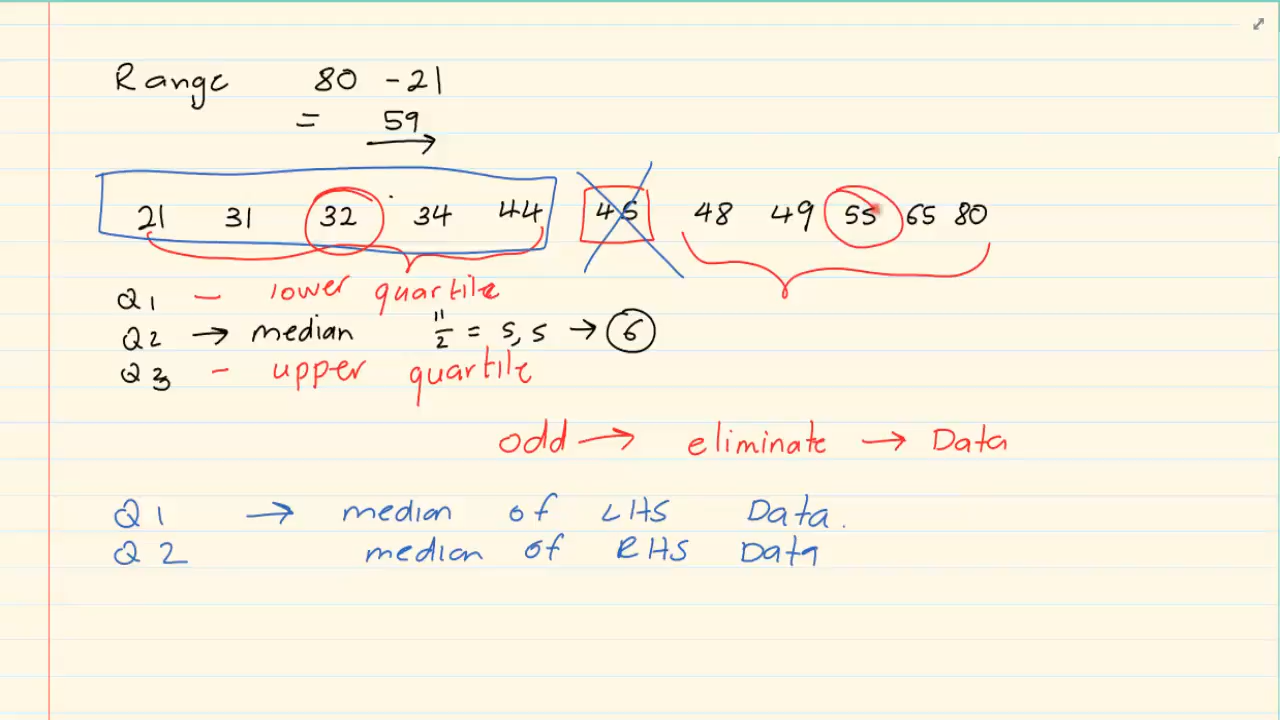 Range 80 - 21
= 59
21 31 32 34 44 45 48 49 55 65 80
Q1 - lower quartile
Q2 → median 11/2 = 5,5 → 6
Q3 - upper quartile
odd → eliminate → Data
Q1 → median of LHS Data.
Q2 median of RHS Data